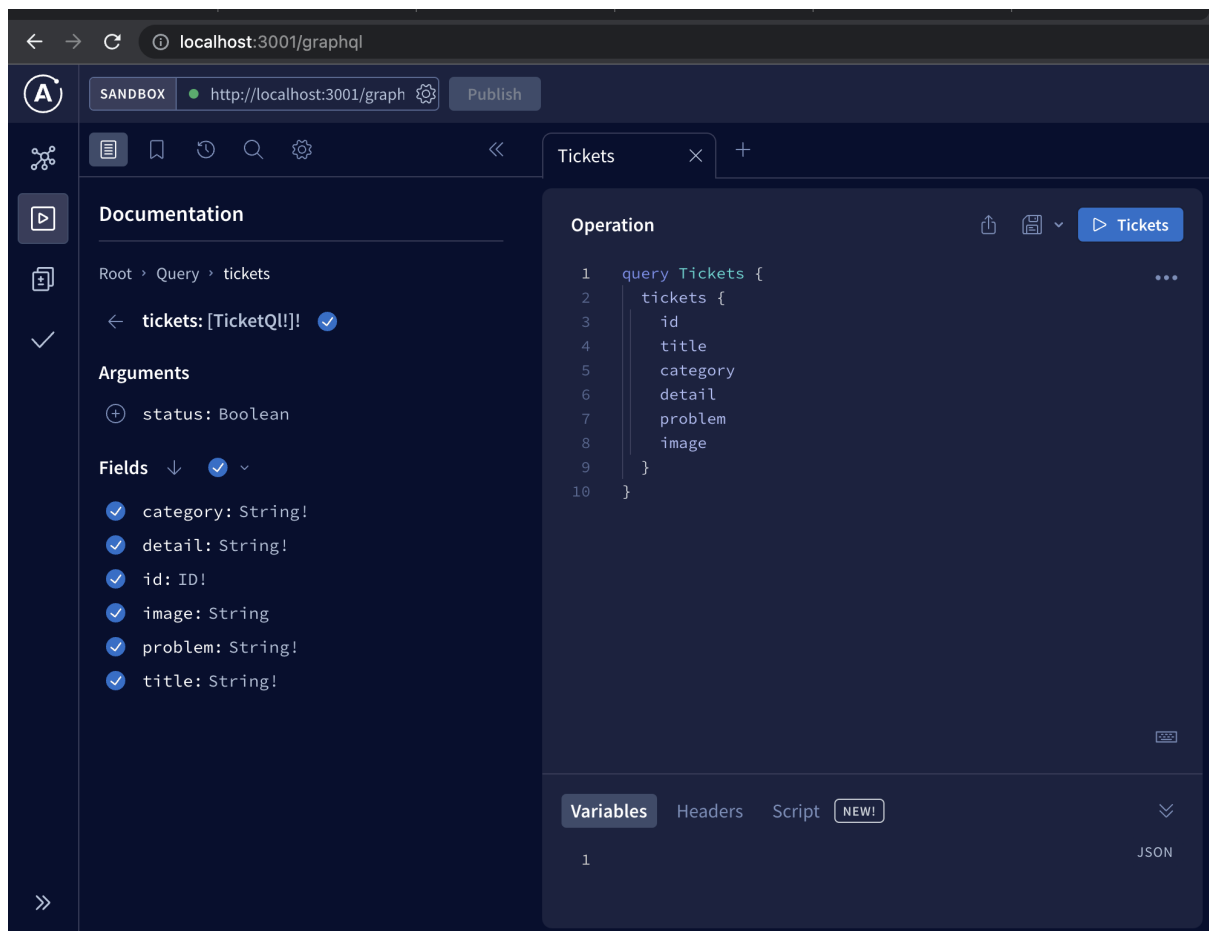 localhost:3001/graphql
SANDBOX http://localhost:3001/graph Publish
Tickets
Documentation
Root › Query › tickets
tickets: [TicketQl!]!
Arguments
status: Boolean
Fields
category: String!
detail: String!
id: ID!
image: String
problem: String!
title: String!
Operation
Tickets
1 query Tickets {
2 tickets {
3 id
4 title
5 category
6 detail
7 problem
8 image
9 }
10 }
Variables Headers Script NEW!
1
JSON